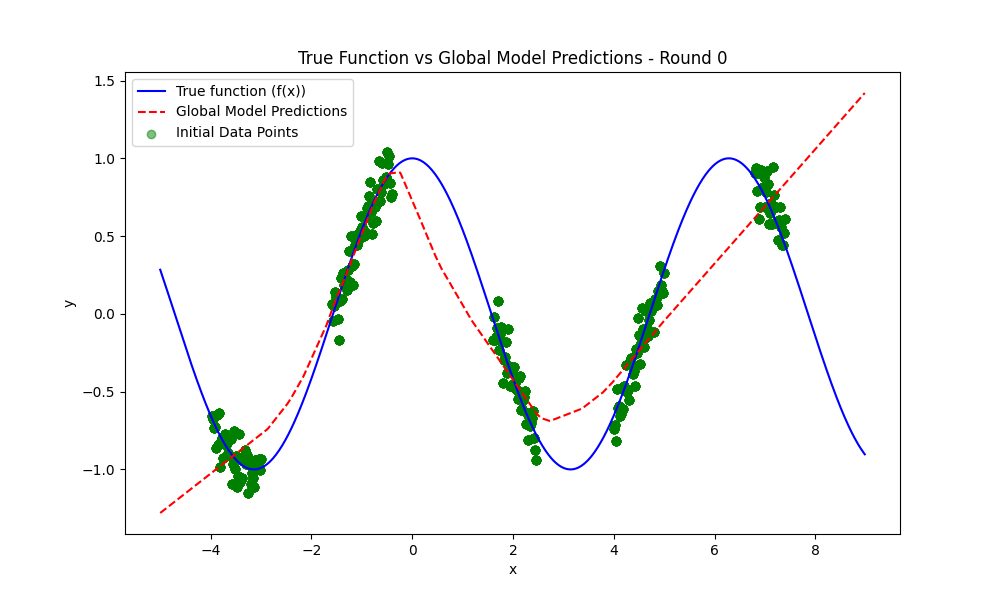 True Function vs Global Model Predictions - Round 0
True function (f(x))
Global Model Predictions
Initial Data Points
1.5
1.0
0.5
0.0
−0.5
−1.0
y
−4
−2
0
2
4
6
8
x